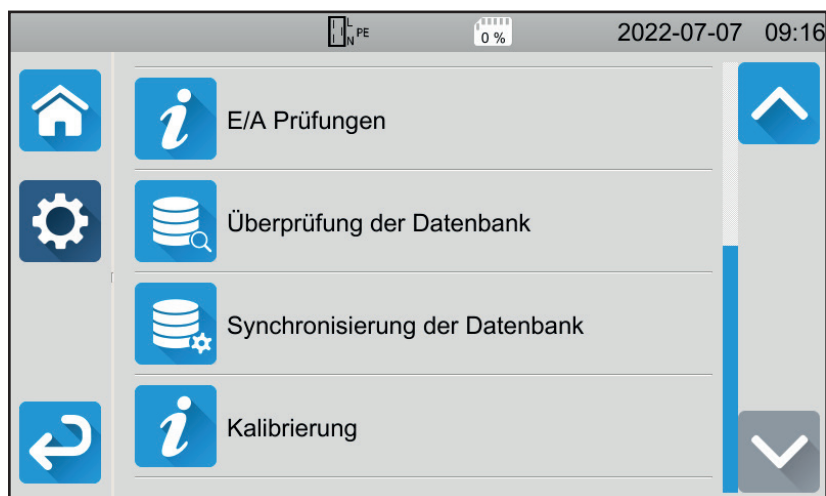 L
N PE
0 %
2022-07-07 09:16
E/A Prüfungen
Überprüfung der Datenbank
Synchronisierung der Datenbank
Kalibrierung